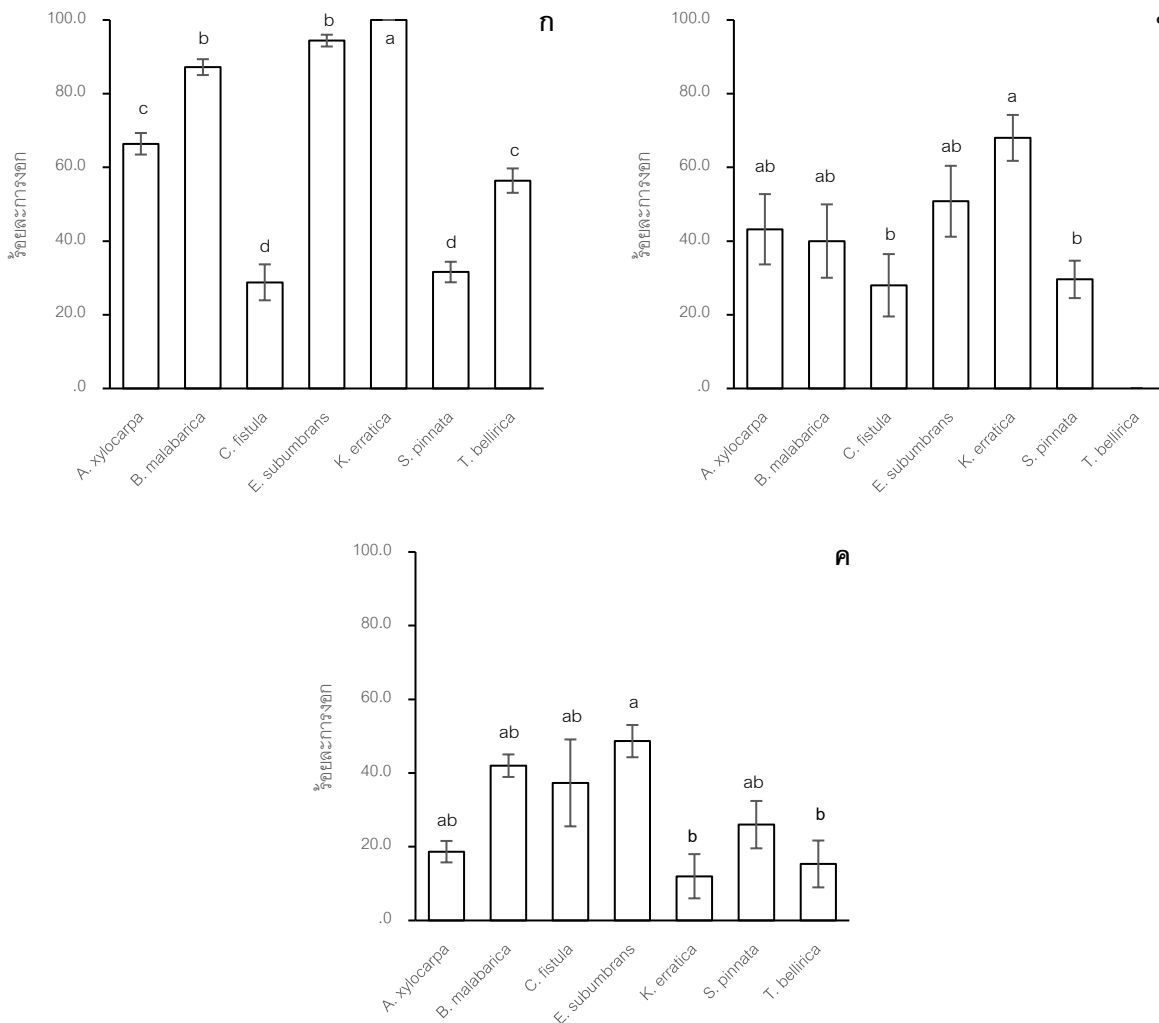 ก
100.0
80.0
60.0
40.0
20.0
.0
ร้อยละการงอก
c
b
d
b
a
d
c
A. xylocarpa
B. malabarica
C. fistula
E. subumbrans
K. erratica
S. pinnata
T. bellirica
100.0
80.0
60.0
40.0
20.0
.0
ร้อยละการงอก
ab
ab
b
ab
a
b
A. xylocarpa
B. malabarica
C. fistula
E. subumbrans
K. erratica
S. pinnata
T. bellirica
ค
100.0
80.0
60.0
40.0
20.0
.0
ร้อยละการงอก
ab
ab
ab
a
b
ab
b
A. xylocarpa
B. malabarica
C. fistula
E. subumbrans
K. erratica
S. pinnata
T. bellirica